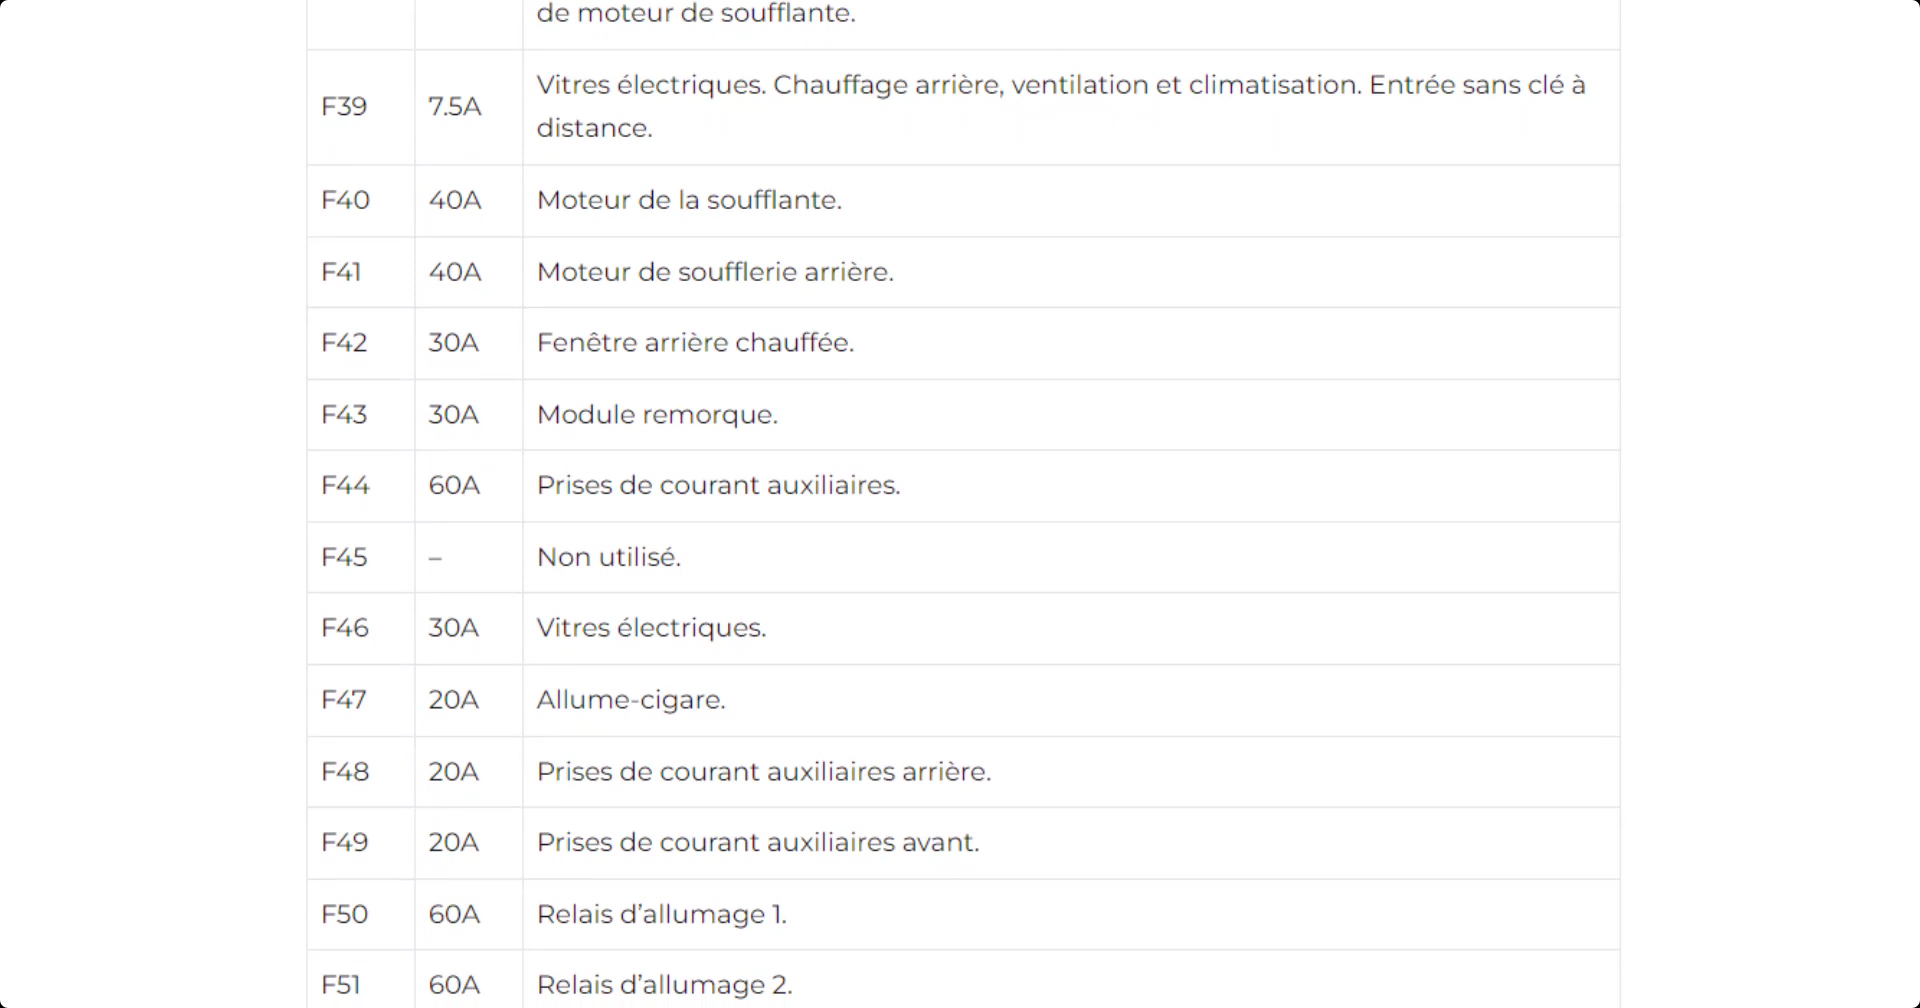 de moteur de soufflante.
F39 7.5A Vitres électriques. Chauffage arrière, ventilation et climatisation. Entrée sans clé à
distance.
F40 40A Moteur de la soufflante.
F41 40A Moteur de soufflerie arrière.
F42 30A Fenêtre arrière chauffée.
F43 30A Module remorque.
F44 60A Prises de courant auxiliaires.
F45 – Non utilisé.
F46 30A Vitres électriques.
F47 20A Allume-cigare.
F48 20A Prises de courant auxiliaires arrière.
F49 20A Prises de courant auxiliaires avant.
F50 60A Relais d’allumage 1.
F51 60A Relais d’allumage 2.